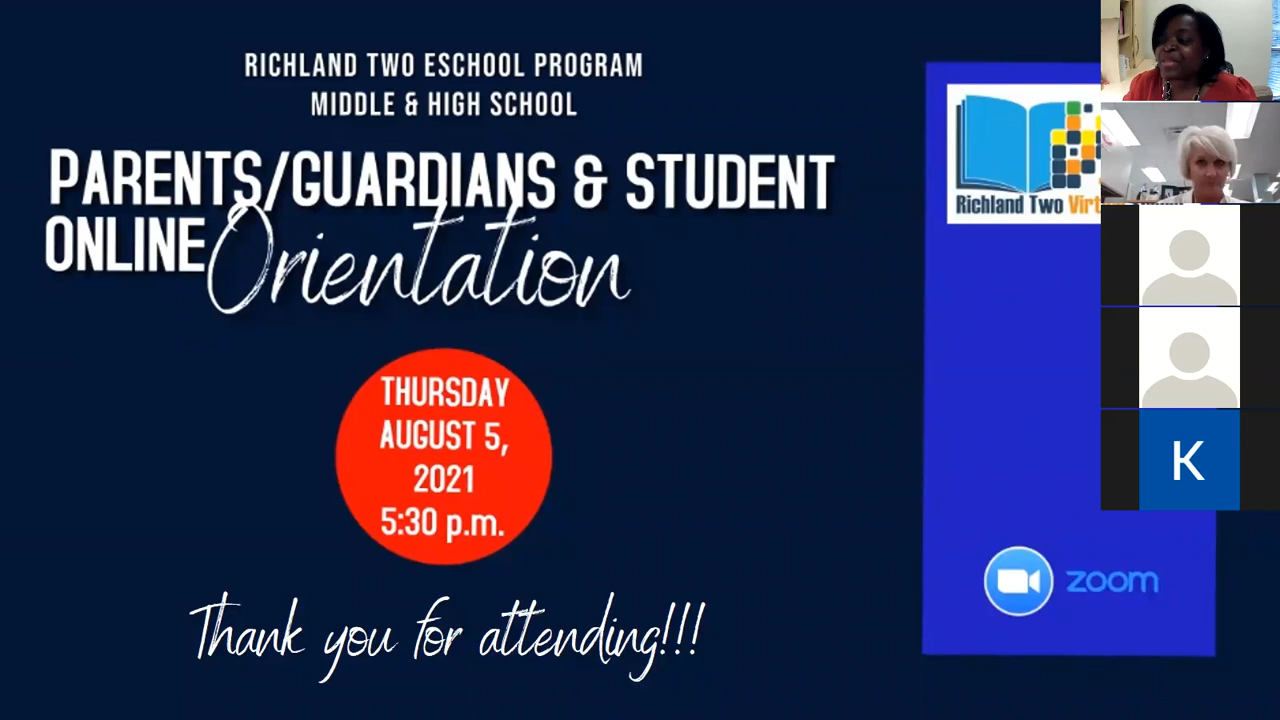 RICHLAND TWO ESCHOOL PROGRAM
MIDDLE & HIGH SCHOOL
PARENTS/GUARDIANS & STUDENT
ONLINE Orientation
THURSDAY
AUGUST 5,
2021
5:30 p.m.
Thank you for attending!!!
Richland Two
zoom
K